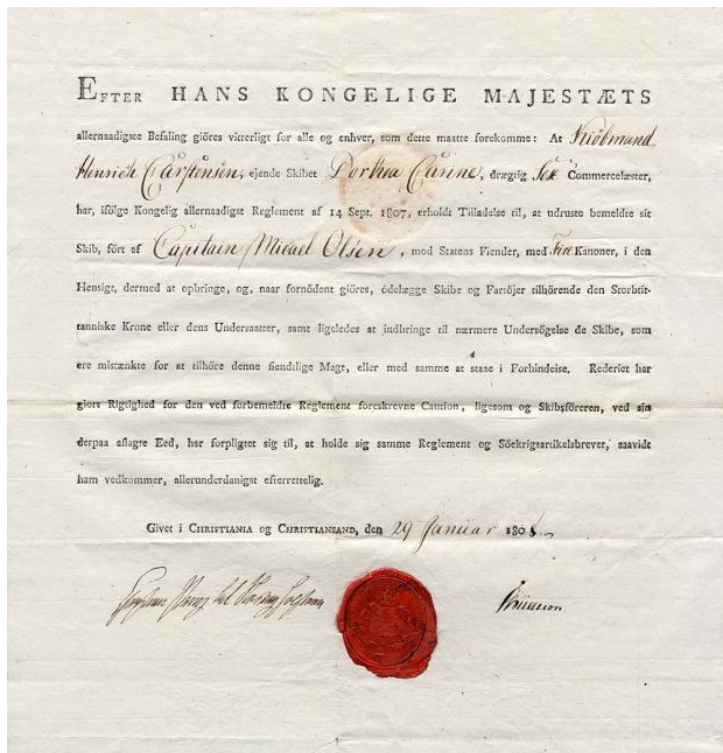 EFTER HANS KONGELIGE MAJESTÆTS
allernaadigste Befaling giöres vitterligt for alle og enhver, som dette maatte forekomme: At Kiöbmand
Henrich Carstensen, ejende Skibet Dorthea Carine, drægtig Sex Commercelæster,
har, ifölge Kongelig allernaadigst Reglement af 14 Sept. 1807, erholdt Tilladelse til, at udruste bemeldte sit
Skib, fört af Capitain Micael Olsen, mod Statens Fiender, med Fire Kanoner, i den
Hensigt, dermed at opbringe, og, naar fornödent giöres, ödelægge Skibe og Fartöjer tilhörende den Storbrit-
tanniske Krone eller dens Undersaatter, samt ligeledes at indbringe til nærmere Undersögelse de Skibe, som
ere mistænkte for at tilhöre denne fiendtlige Magt, eller med samme at staae i Forbindelse. Rederiet har
giort Rigtighed for den ved forbemeldte Reglement foreskrevne Caution, ligesom og Skibsföreren, ved sin
derpaa aflagte Eed, har forpligtet sig til, at holde sig samme Reglement og Söekrigsartikelsbrevet, saavidt
ham vedkommer, allerunderdanigst efterrettelig.
Givet i CHRISTIANIA og CHRISTIANSAND, den 29 Januar 1808.